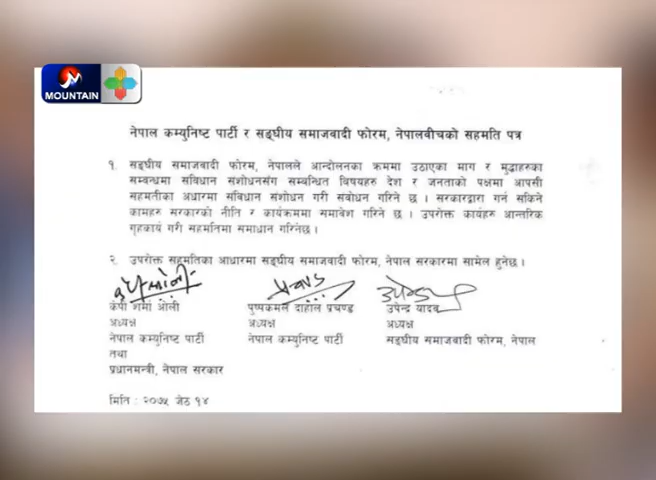 MOUNTAIN
नेपाल कम्युनिष्ट पार्टी र सङ्घीय समाजवादी फोरम, नेपालबीचको सहमति पत्र
१. सङ्घीय समाजवादी फोरम, नेपालले आन्दोलनका क्रममा उठाएका माग र मुद्दाहरुका
सम्बन्धमा संविधान संशोधनसँग सम्बन्धित विषयहरु देश र जनताको पक्षमा आपसी
सहमतीका अधारमा संविधान संशोधन गरी संबोधन गरिने छ । सरकारद्वारा गर्न सकिने
कामहरु सरकारको नीति र कार्यक्रममा समावेश गरिने छ । उपरोक्त कार्यहरु आन्तरिक
गृहकार्य गरी सहमतिमा समाधान गरिनेछ ।
२. उपरोक्त सहमतिका आधारमा सङ्घीय समाजवादी फोरम, नेपाल सरकारमा सामेल हुनेछ ।
केपी शर्मा ओली पुष्पकमल दाहाल प्रचण्ड उपेन्द्र यादव
अध्यक्ष अध्यक्ष अध्यक्ष
नेपाल कम्युनिष्ट पार्टी नेपाल कम्युनिष्ट पार्टी सङ्घीय समाजवादी फोरम, नेपाल
तथा
प्रधानमन्त्री, नेपाल सरकार
मिति : २०७५ जेठ १४